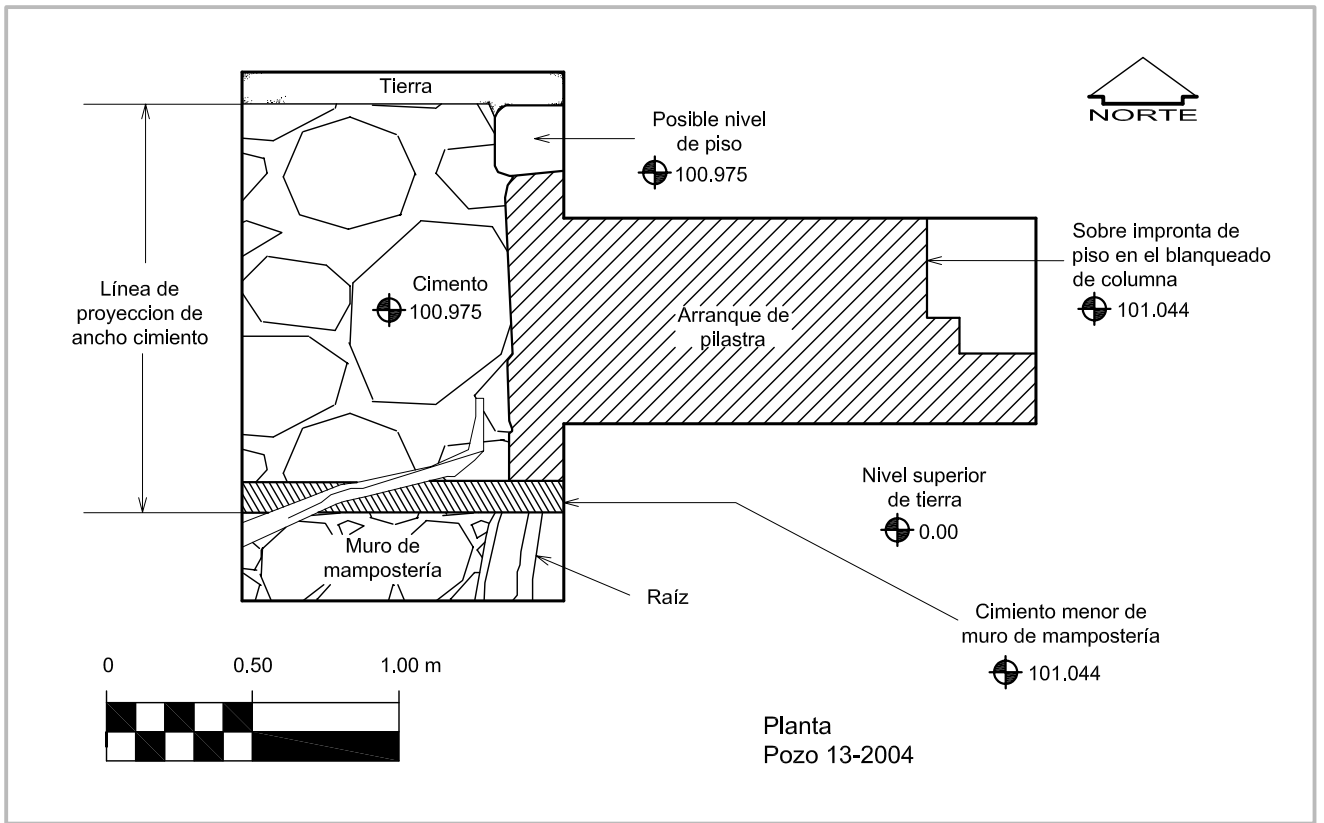 Tierra
NORTE
Posible nivel
de piso
100.975
Sobre impronta de
piso en el blanqueado
de columna
101.044
Línea de
proyeccion de
ancho cimiento
Cimento
100.975
Arranque de
pilastra
Nivel superior
de tierra
0.00
Muro de
mampostería
Raíz
Cimiento menor de
muro de mampostería
101.044
0 0.50 1.00 m
Planta
Pozo 13-2004